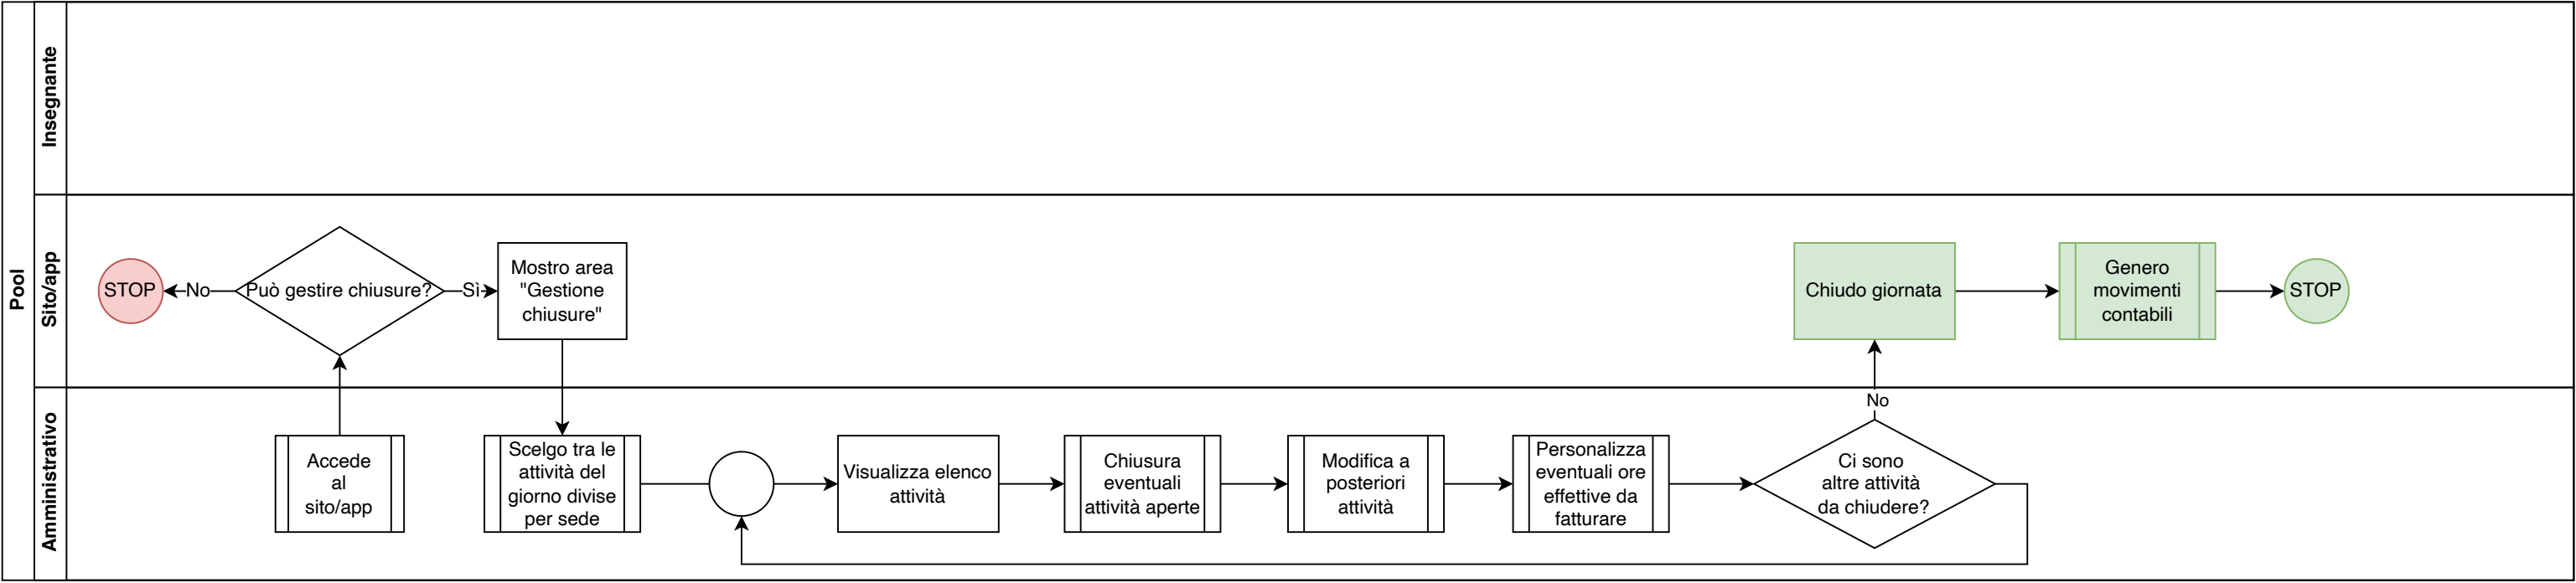 Pool
Insegnante
Sito/app
STOP
No
Può gestire chiusure?
Sì
Mostro area
"Gestione
chiusure"
Chiudo giornata
Genero
movimenti
contabili
STOP
Amministrativo
Accede
al
sito/app
Scelgo tra le
attività del
giorno divise
per sede
Visualizza elenco
attività
Chiusura
eventuali
attività aperte
Modifica a
posteriori
attività
Personalizza
eventuali ore
effettive da
fatturare
No
Ci sono
altre attività
da chiudere?